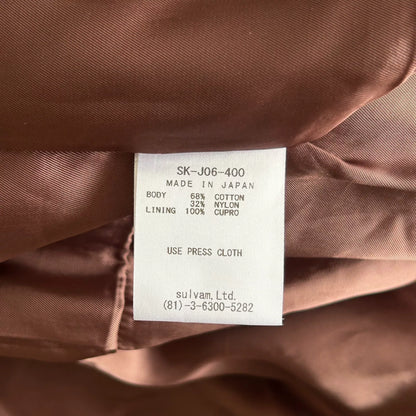 SK-J06-400
MADE IN JAPAN
BODY 68% COTTON
32% NYLON
LINING 100% CUPRO
USE PRESS CLOTH
sulvam,Ltd.
(81)-3-6300-5282